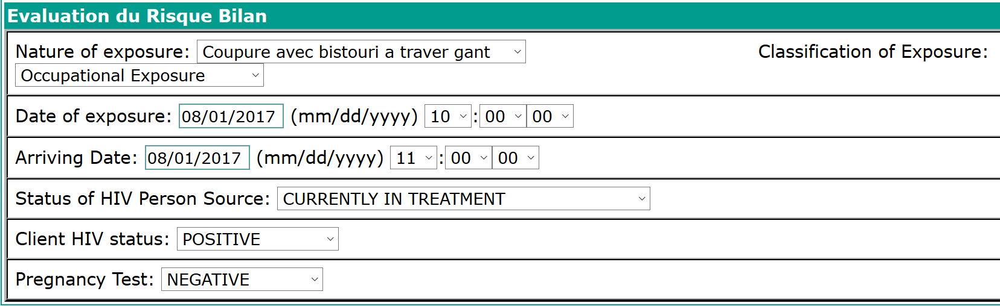 Evaluation du Risque Bilan
Nature of exposure: Coupure avec bistouri a traver gant Classification of Exposure:
Occupational Exposure
Date of exposure: 08/01/2017 (mm/dd/yyyy) 10 : 00 00
Arriving Date: 08/01/2017 (mm/dd/yyyy) 11 : 00 00
Status of HIV Person Source: CURRENTLY IN TREATMENT
Client HIV status: POSITIVE
Pregnancy Test: NEGATIVE